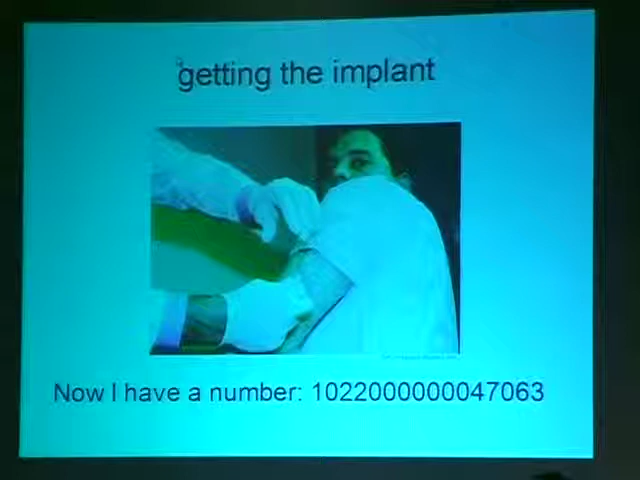 getting the implant
Now I have a number: 1022000000047063